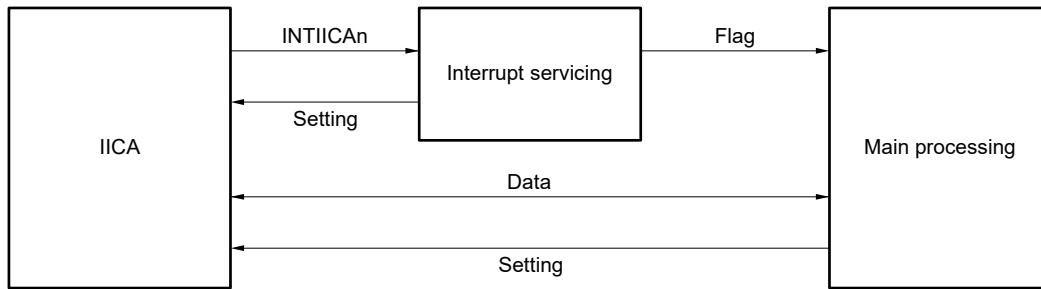 INTIICAn
Flag
Interrupt servicing
Setting
IICA
Main processing
Data
Setting